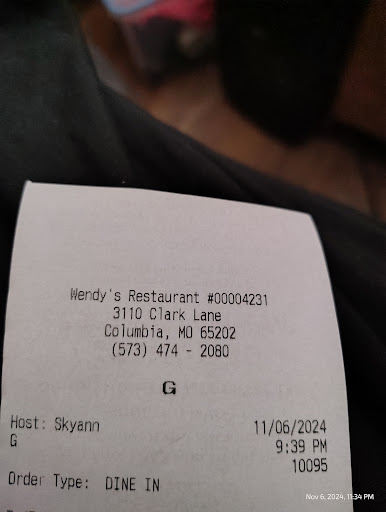 Wendy's Restaurant #00004231
3110 Clark Lane
Columbia, MO 65202
(573) 474 - 2080
G
Host: Skyann 11/06/2024
G 9:39 PM
10095
Order Type: DINE IN
Nov 6, 2024, 11:34 PM